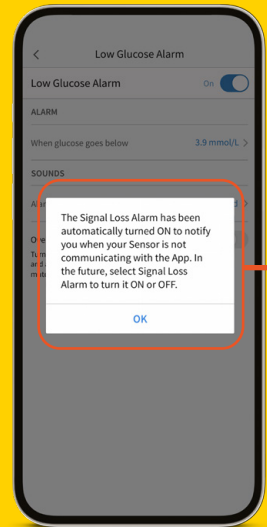 Low Glucose Alarm
Low Glucose Alarm On
ALARM
When glucose goes below 3.9 mmol/L
SOUNDS
The Signal Loss Alarm has been
automatically turned ON to notify
you when your Sensor is not
communicating with the App. In
the future, select Signal Loss
Alarm to turn it ON or OFF.
OK